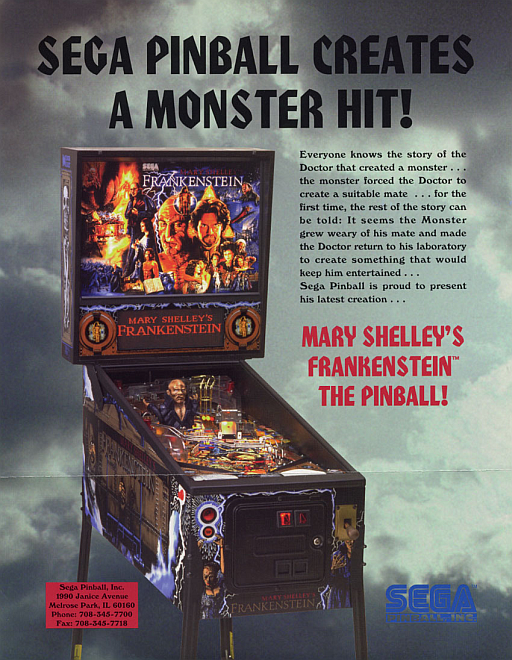 SEGA PINBALL CREATES
A MONSTER HIT!
Everyone knows the story of the
Doctor that created a monster . . .
the monster forced the Doctor to
create a suitable mate . . . for the
first time, the rest of the story can
be told: It seems the Monster
grew weary of his mate and made
the Doctor return to his laboratory
to create something that would
keep him entertained . . .
Sega Pinball is proud to present
his latest creation . . .
SEGA
MARY SHELLEY'S
FRANKENSTEIN
MARY SHELLEY'S
FRANKENSTEIN
MARY SHELLEY'S
FRANKENSTEIN™
THE PINBALL!
MARY SHELLEY'S
FRANKENSTEIN
Sega Pinball, Inc.
1990 Janice Avenue
Melrose Park, IL 60160
Phone: 708-345-7700
Fax: 708-345-7718
SEGA
PINBALL, INC.